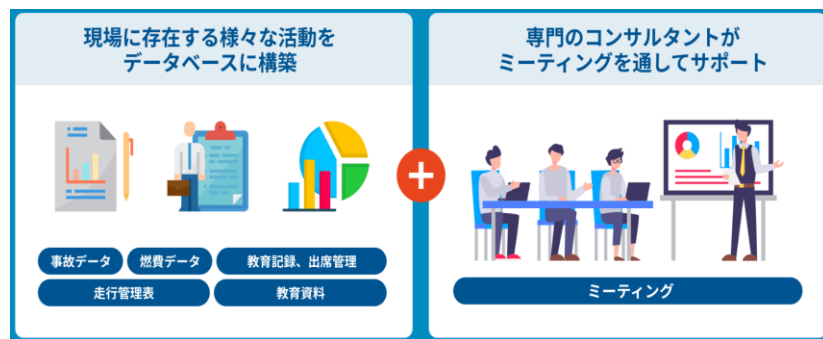 現場に存在する様々な活動を
データベースに構築
事故データ
燃費データ
教育記録、出席管理
走行管理表
教育資料
+
専門のコンサルタントが
ミーティングを通してサポート
ミーティング